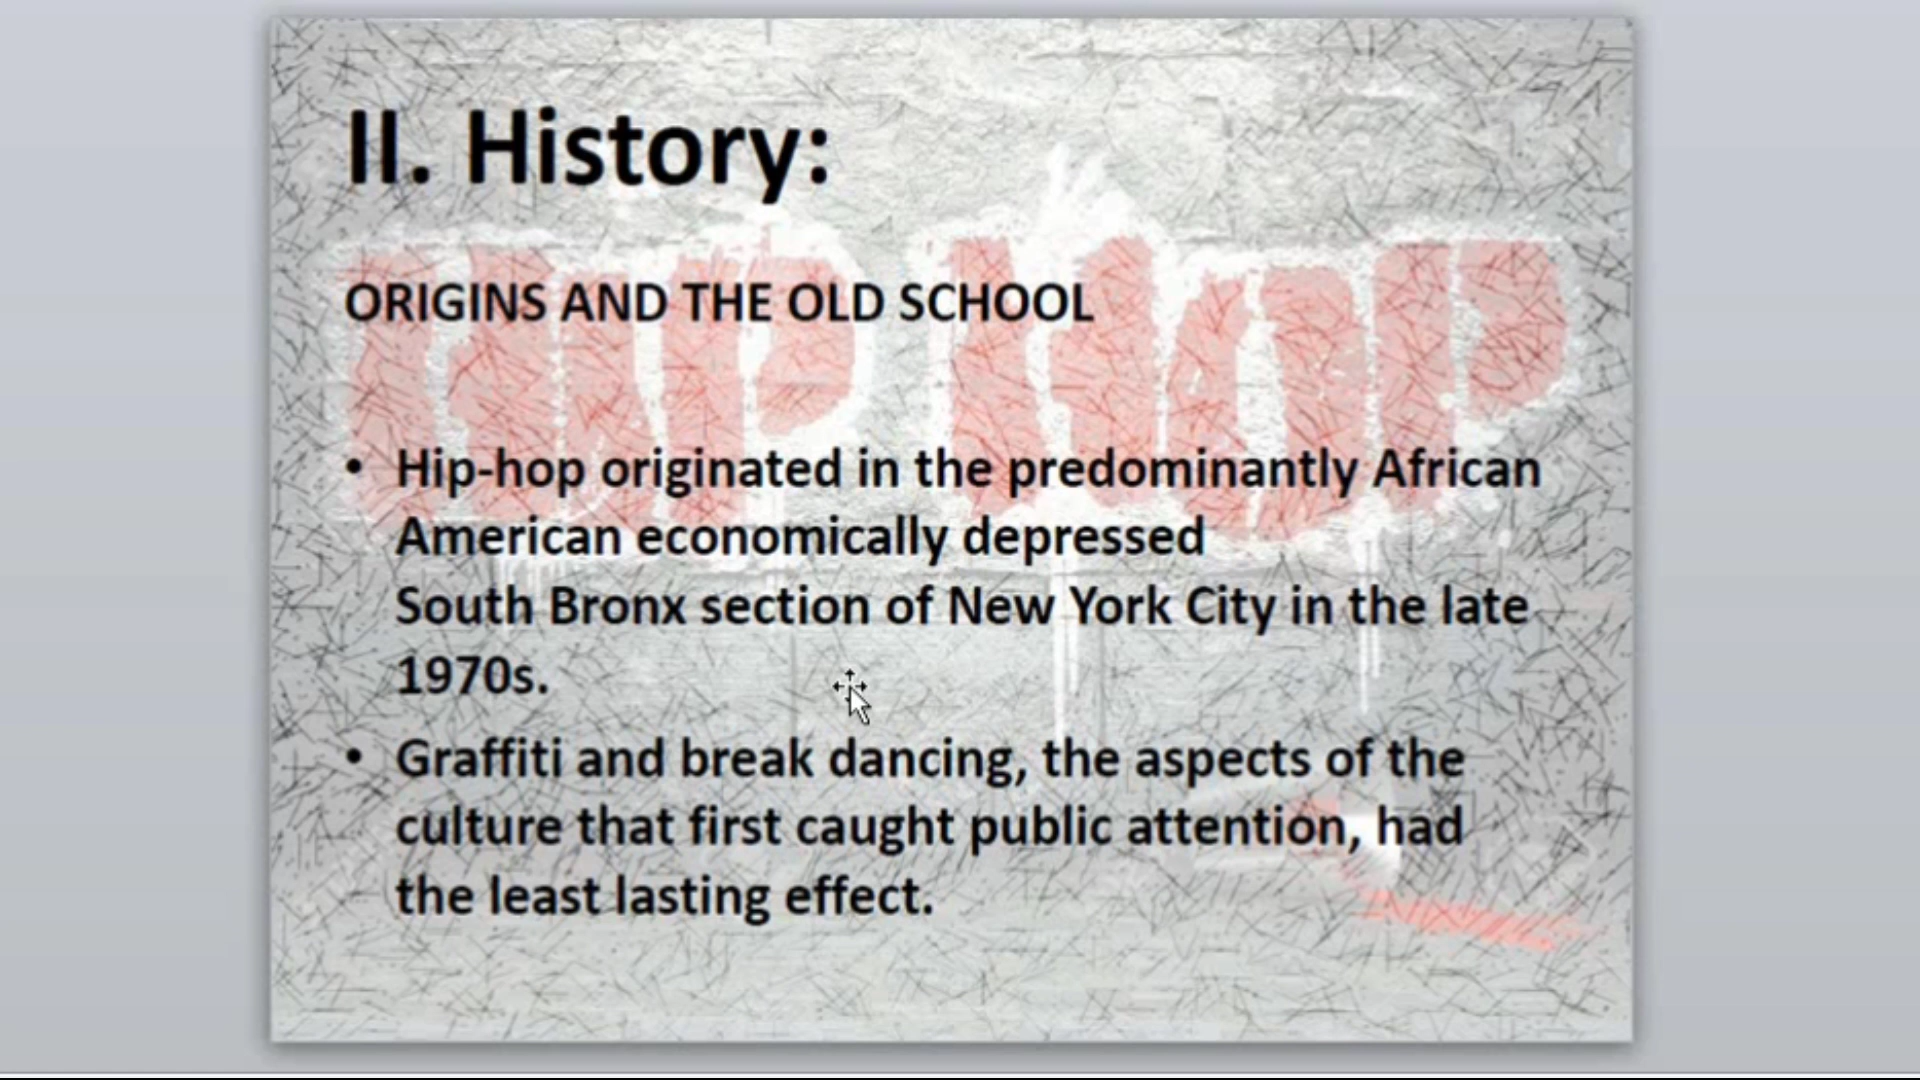 II. History:
HIP HOP
ORIGINS AND THE OLD SCHOOL
• Hip-hop originated in the predominantly African
American economically depressed
South Bronx section of New York City in the late
1970s.
• Graffiti and break dancing, the aspects of the
culture that first caught public attention, had
the least lasting effect.